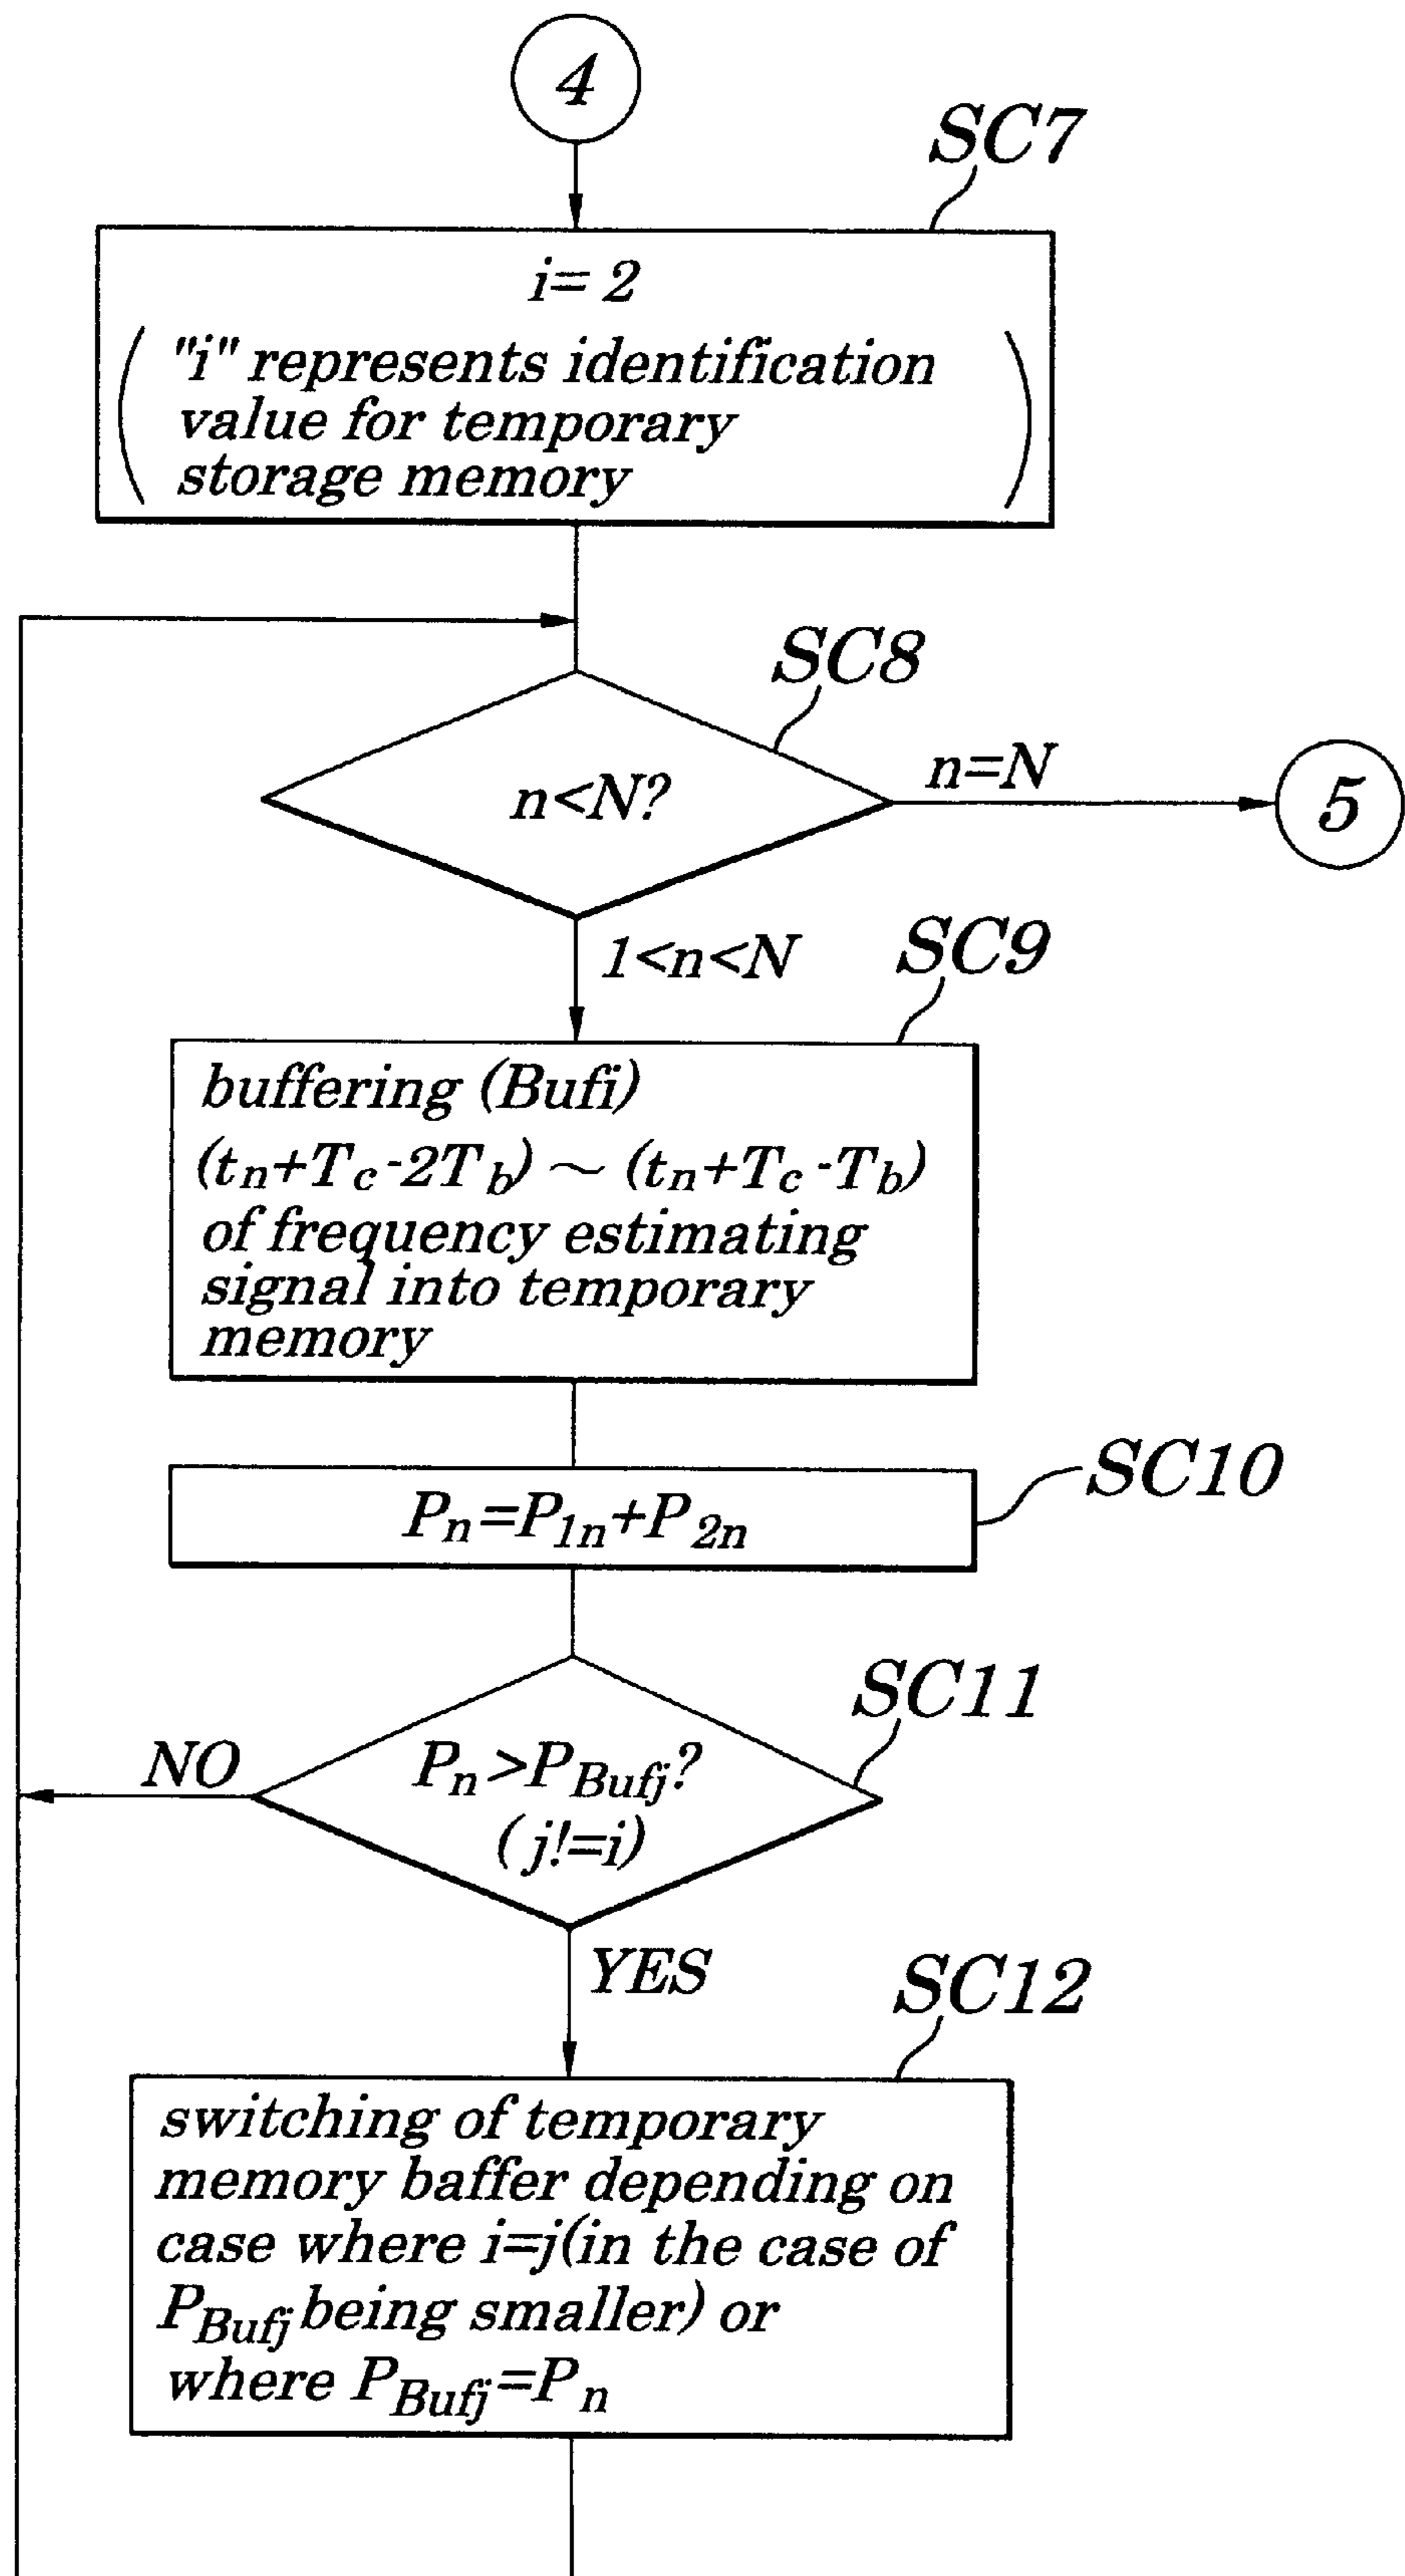 4
SC7
i= 2
"i" represents identification
value for temporary
storage memory
SC8
n<N?
n=N
5
1<n<N
SC9
buffering (Bufi)
(tn+Tc-2Tb) ~ (tn+Tc-Tb)
of frequency estimating
signal into temporary
memory
SC10
Pn=P1n+P2n
SC11
Pn>PBufj?
(j!=i)
NO
YES
SC12
switching of temporary
memory baffer depending on
case where i=j(in the case of
PBufj being smaller) or
where PBufj=Pn